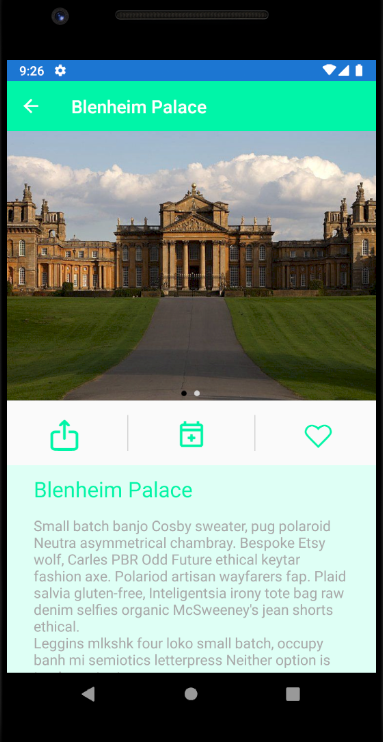 9:26
Blenheim Palace
Blenheim Palace
Small batch banjo Cosby sweater, pug polaroid
Neutra asymmetrical chambray. Bespoke Etsy
wolf, Carles PBR Odd Future ethical keytar
fashion axe. Polariod artisan wayfarers fap. Plaid
salvia gluten-free, Inteligentsia irony tote bag raw
denim selfies organic McSweeney's jean shorts
ethical.
Leggins mlkshk four loko small batch, occupy
banh mi semiotics letterpress Neither option is